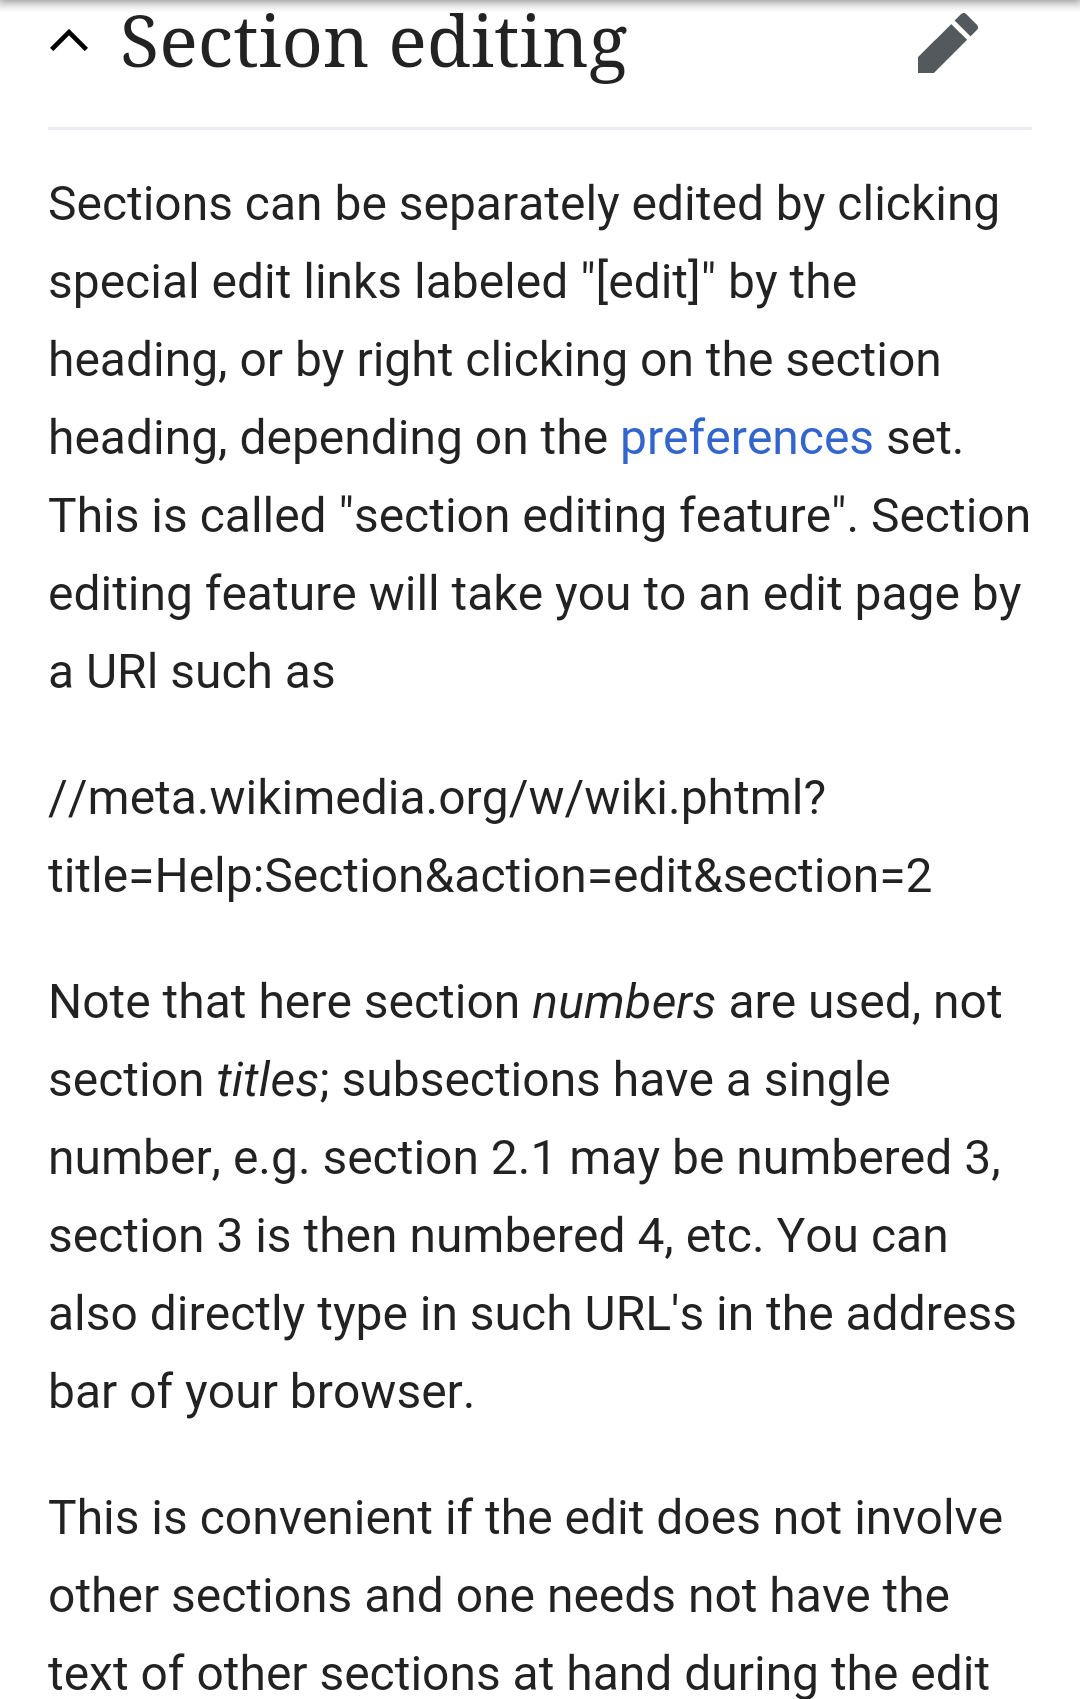 Section editing
Sections can be separately edited by clicking
special edit links labeled "[edit]" by the
heading, or by right clicking on the section
heading, depending on the preferences set.
This is called "section editing feature". Section
editing feature will take you to an edit page by
a URl such as
//meta.wikimedia.org/w/wiki.phtml?
title=Help:Section&action=edit&section=2
Note that here section numbers are used, not
section titles; subsections have a single
number, e.g. section 2.1 may be numbered 3,
section 3 is then numbered 4, etc. You can
also directly type in such URL's in the address
bar of your browser.
This is convenient if the edit does not involve
other sections and one needs not have the
text of other sections at hand during the edit